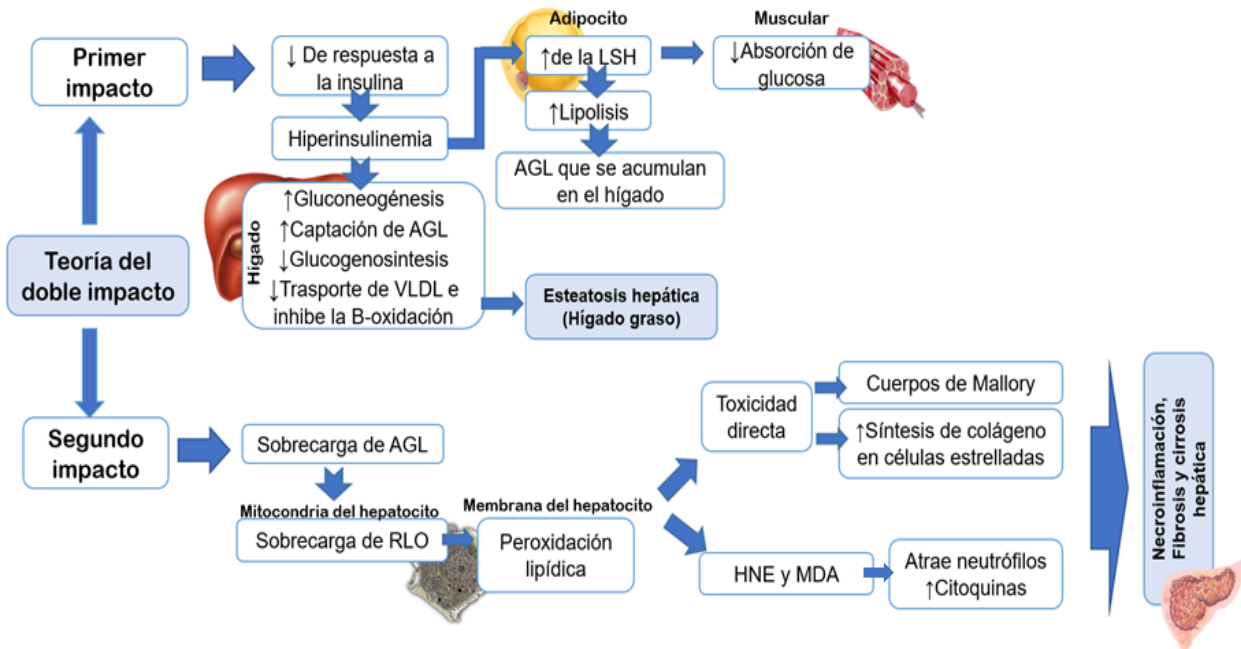 Primer
impacto
↓ De respuesta a
la insulina
Hiperinsulinemia
Adipocito
↑de la LSH
↑Lipolisis
AGL que se acumulan
en el hígado
Muscular
↓Absorción de
glucosa
Hígado
↑Gluconeogénesis
↑Captación de AGL
↓Glucogenosintesis
↓Trasporte de VLDL e
inhibe la B-oxidación
Esteatosis hepática
(Hígado graso)
Teoría del
doble impacto
Segundo
impacto
Sobrecarga de AGL
Mitocondria del hepatocito
Sobrecarga de RLO
Membrana del hepatocito
Peroxidación
lipídica
Toxicidad
directa
Cuerpos de Mallory
↑Síntesis de colágeno
en células estrelladas
HNE y MDA
Atrae neutrófilos
↑Citoquinas
Necroinflamación,
Fibrosis y cirrosis
hepática